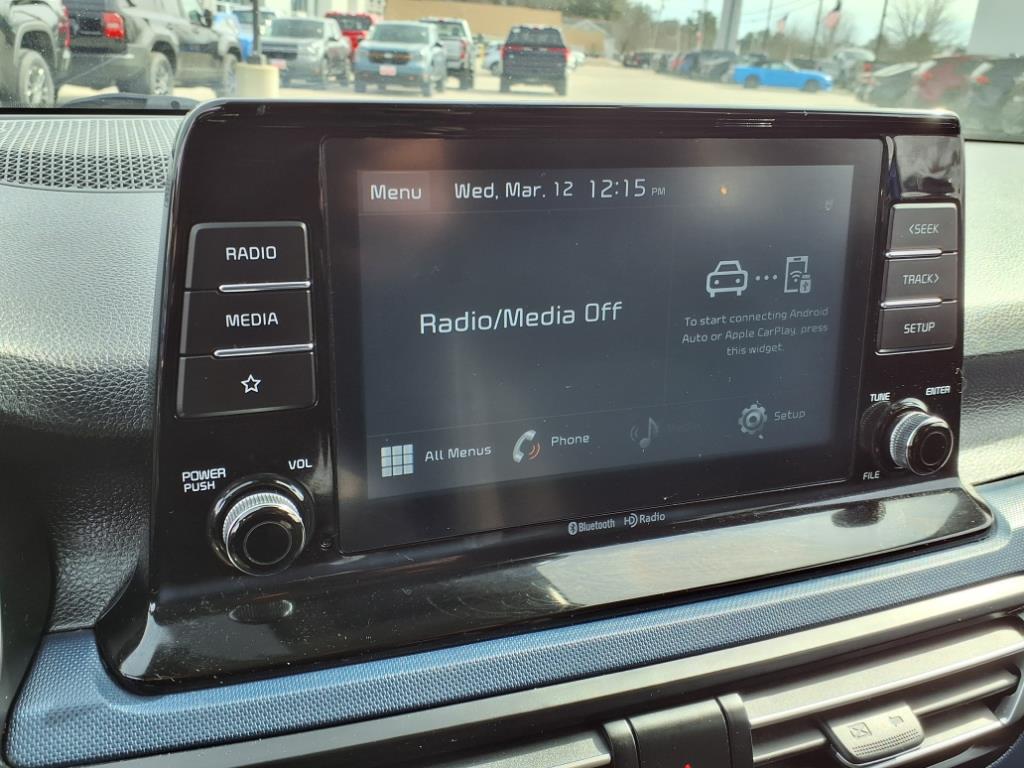 Menu
Wed, Mar. 12 12:15 PM
<SEEK
RADIO
TRACK>
MEDIA
Radio/Media Off
To start connecting Android
Auto or Apple CarPlay, press
this widget.
SETUP
All Menus
Phone
Setup
POWER
PUSH
VOL
TUNE
ENTER
FILE
Bluetooth
HD Radio